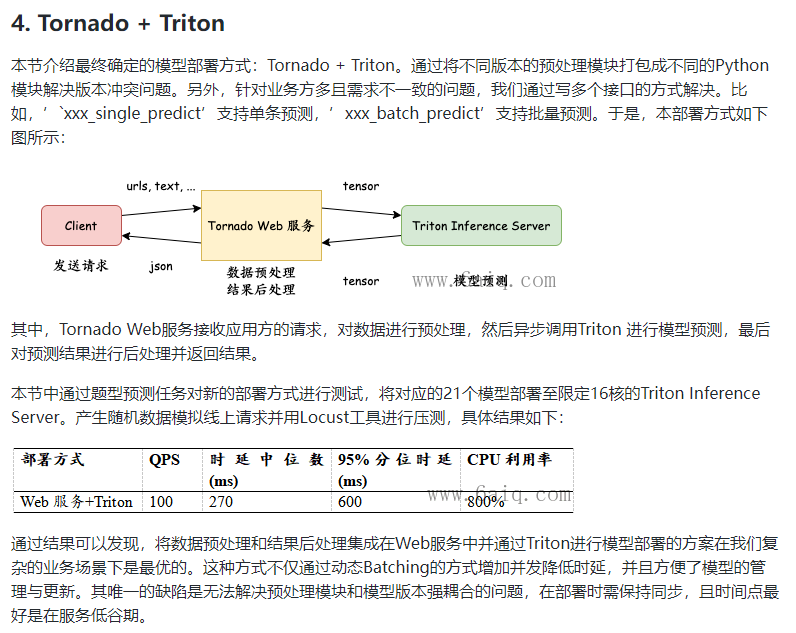 4. Tornado + Triton
本节介绍最终确定的模型部署方式：Tornado + Triton。通过将不同版本的预处理模块打包成不同的Python
模块解决版本冲突问题。另外，针对业务方多且需求不一致的问题，我们通过写多个接口的方式解决。比
如，'`xxx_single_predict' 支持单条预测，'xxx_batch_predict' 支持批量预测。于是，本部署方式如下
图所示：
urls, text, ...
tensor
Client
Tornado Web 服务
Triton Inference Server
发送请求
json
数据预处理
结果后处理
tensor
模型预测
www.6aiq.com
其中，Tornado Web服务接收应用方的请求，对数据进行预处理，然后异步调用Triton 进行模型预测，最后
对预测结果进行后处理并返回结果。
本节中通过题型预测任务对新的部署方式进行测试，将对应的21个模型部署至限定16核的Triton Inference
Server。产生随机数据模拟线上请求并用Locust工具进行压测，具体结果如下：
部署方式 QPS 时延中位数 95%分位时延 CPU 利用率
(ms) (ms)
Web 服务+Triton 100 270 600 800%
www.6aiq.com
通过结果可以发现，将数据预处理和结果后处理集成在Web服务中并通过Triton进行模型部署的方案在我们复
杂的业务场景下是最优的。这种方式不仅通过动态Batching的方式增加并发降低时延，并且方便了模型的管
理与更新。其唯一的缺陷是无法解决预处理模块和模型版本强耦合的问题，在部署时需保持同步，且时间点最
好是在服务低谷期。